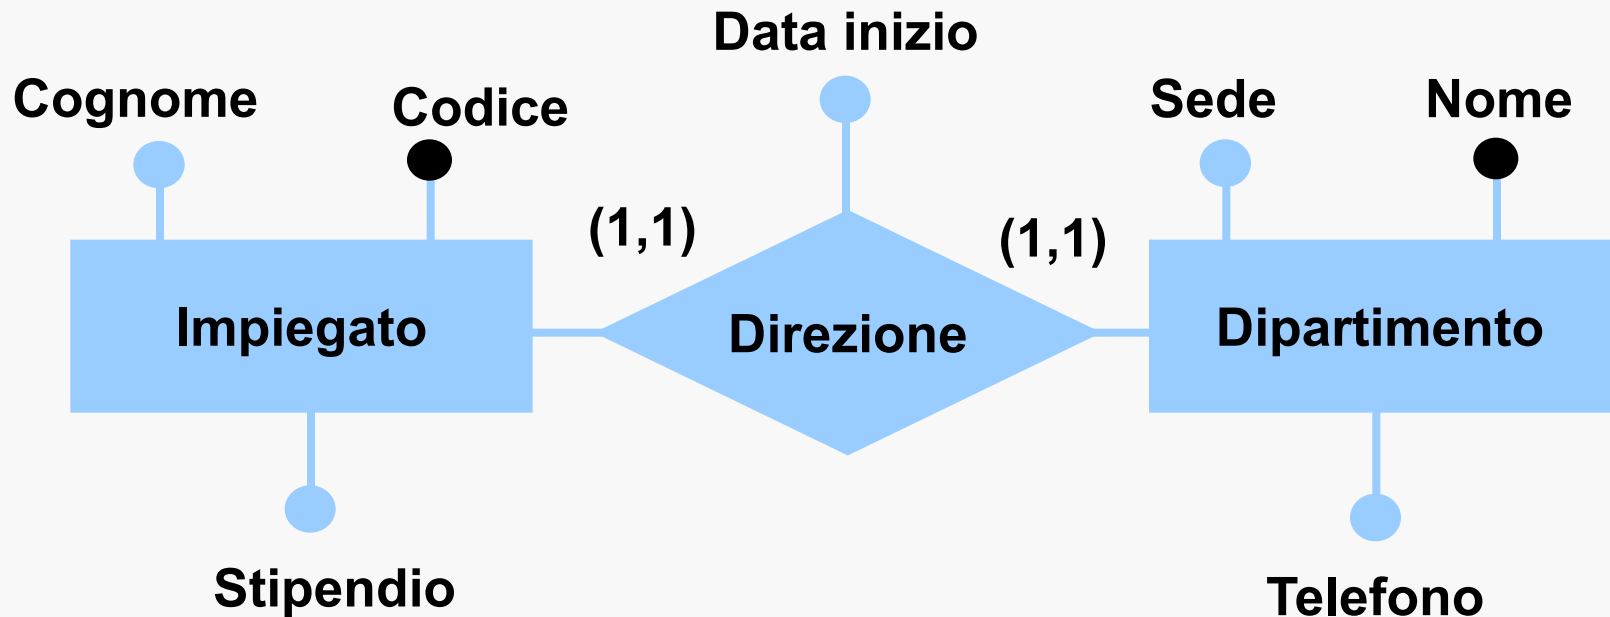 Data inizio
Cognome
Codice
Sede
Nome
(1,1)
(1,1)
Impiegato
Direzione
Dipartimento
Stipendio
Telefono